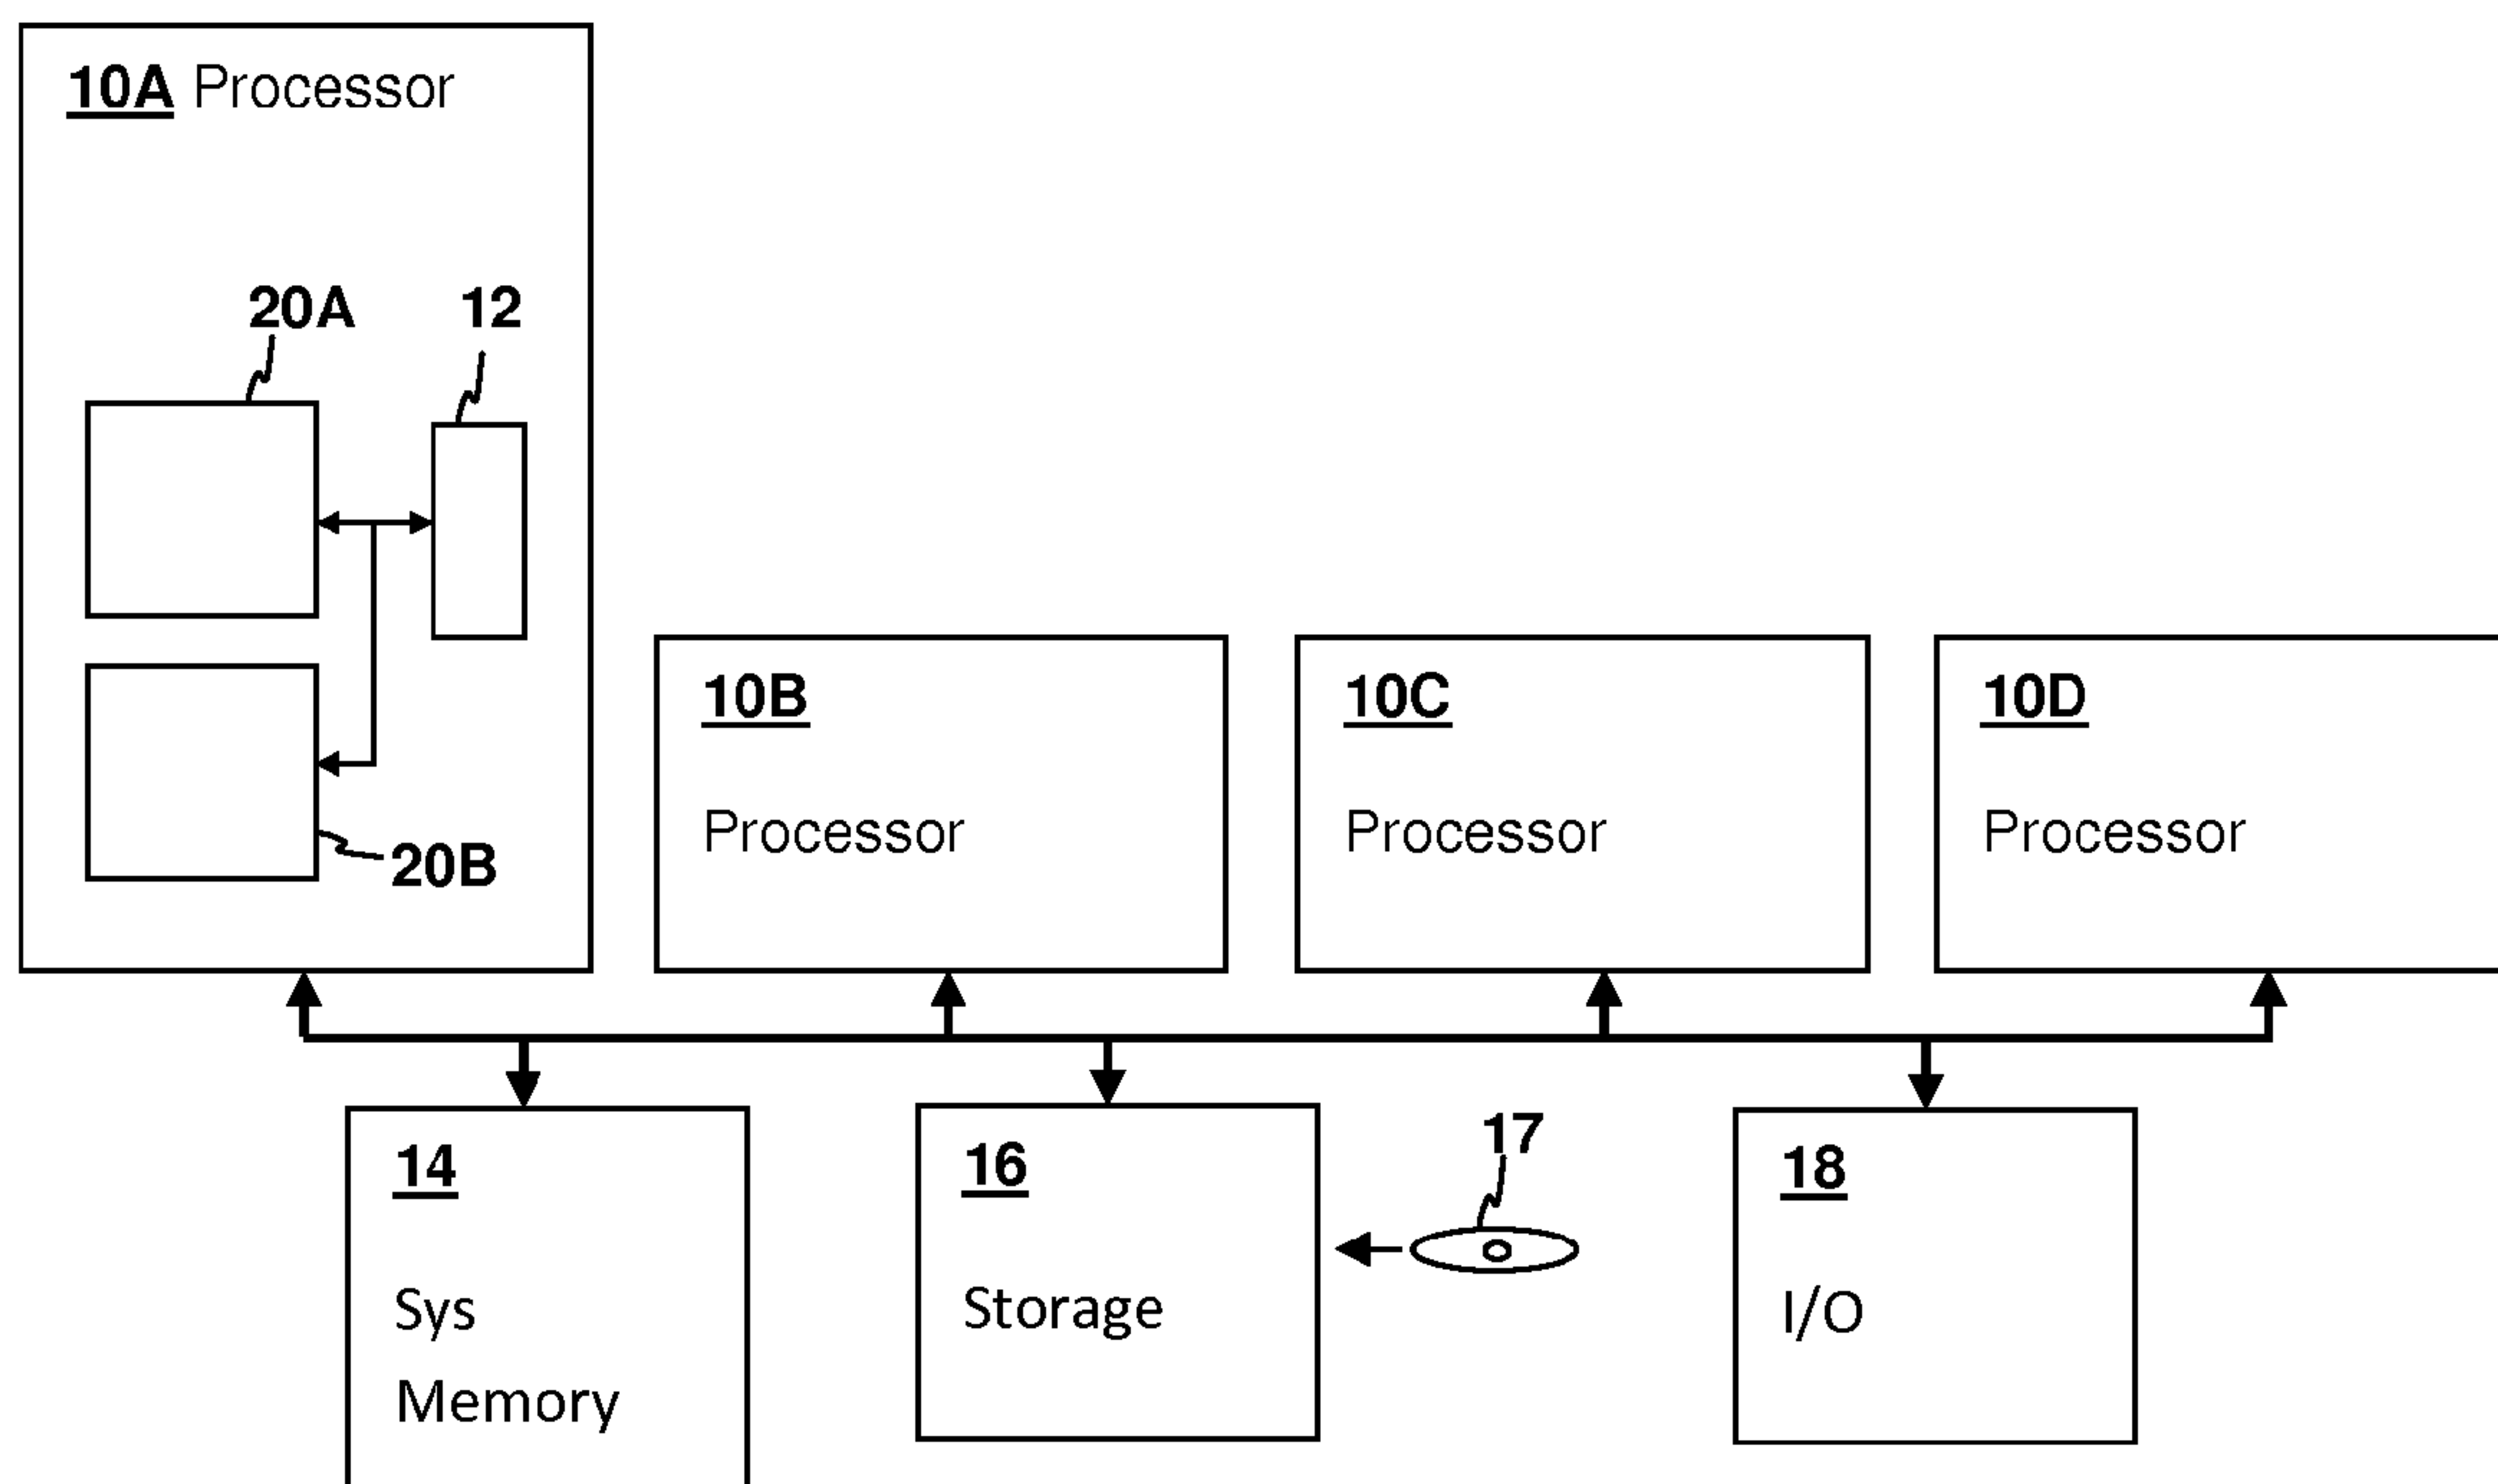 10A Processor
20A
12
20B
10B
Processor
10C
Processor
10D
Processor
14
Sys
Memory
16
Storage
17
18
I/O